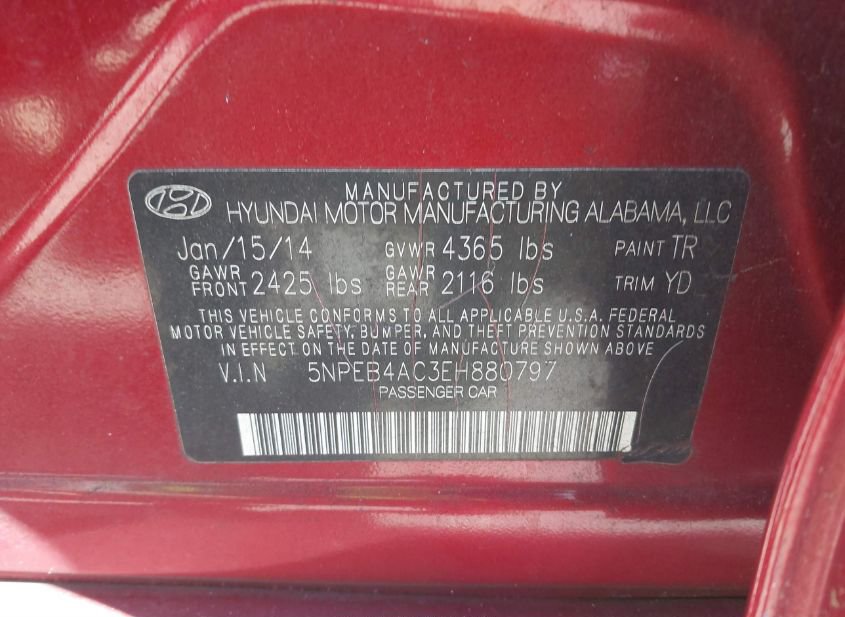 MANUFACTURED BY
HYUNDAI MOTOR MANUFACTURING ALABAMA, LLC
Jan/15/14 GVWR 4365 lbs PAINT TR
GAWR FRONT 2425 lbs GAWR REAR 2116 lbs TRIM YD
THIS VEHICLE CONFORMS TO ALL APPLICABLE U.S.A. FEDERAL
MOTOR VEHICLE SAFETY, BUMPER, AND THEFT PREVENTION STANDARDS
IN EFFECT ON THE DATE OF MANUFACTURE SHOWN ABOVE
V.I.N 5NPEB4AC3EH880797
PASSENGER CAR